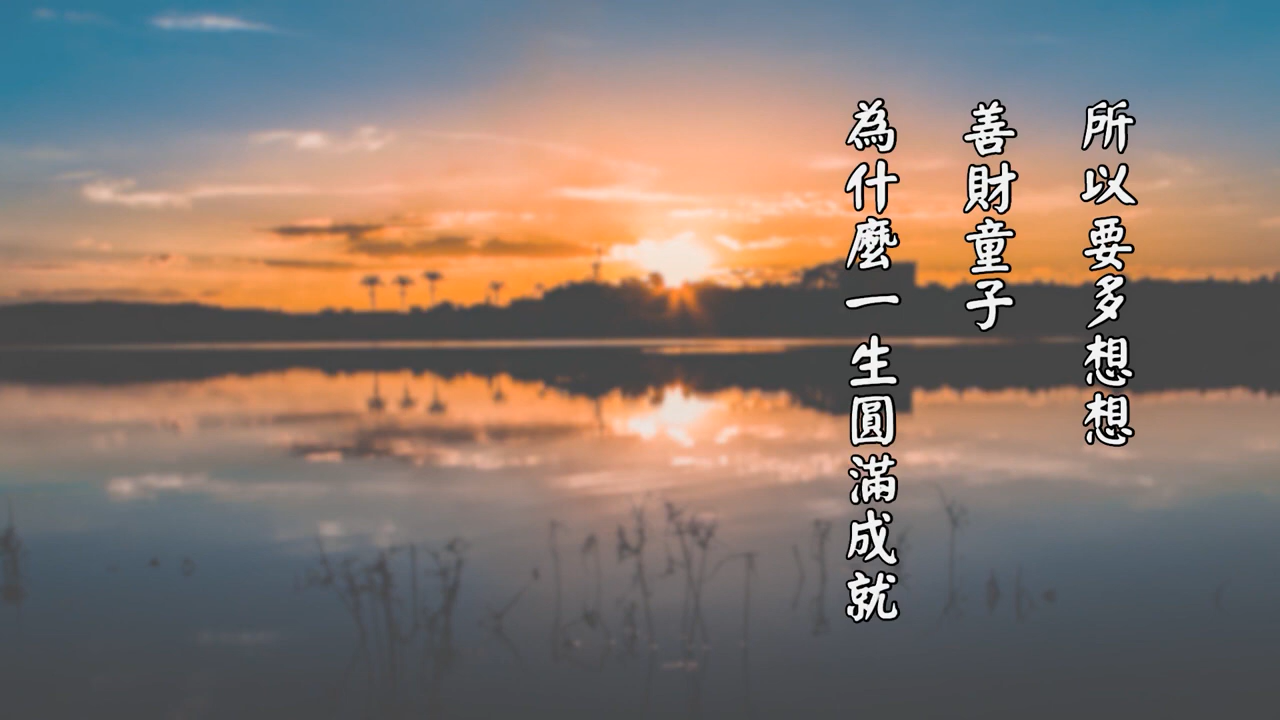 所以要多想想
善財童子
為什麼一生圓滿成就